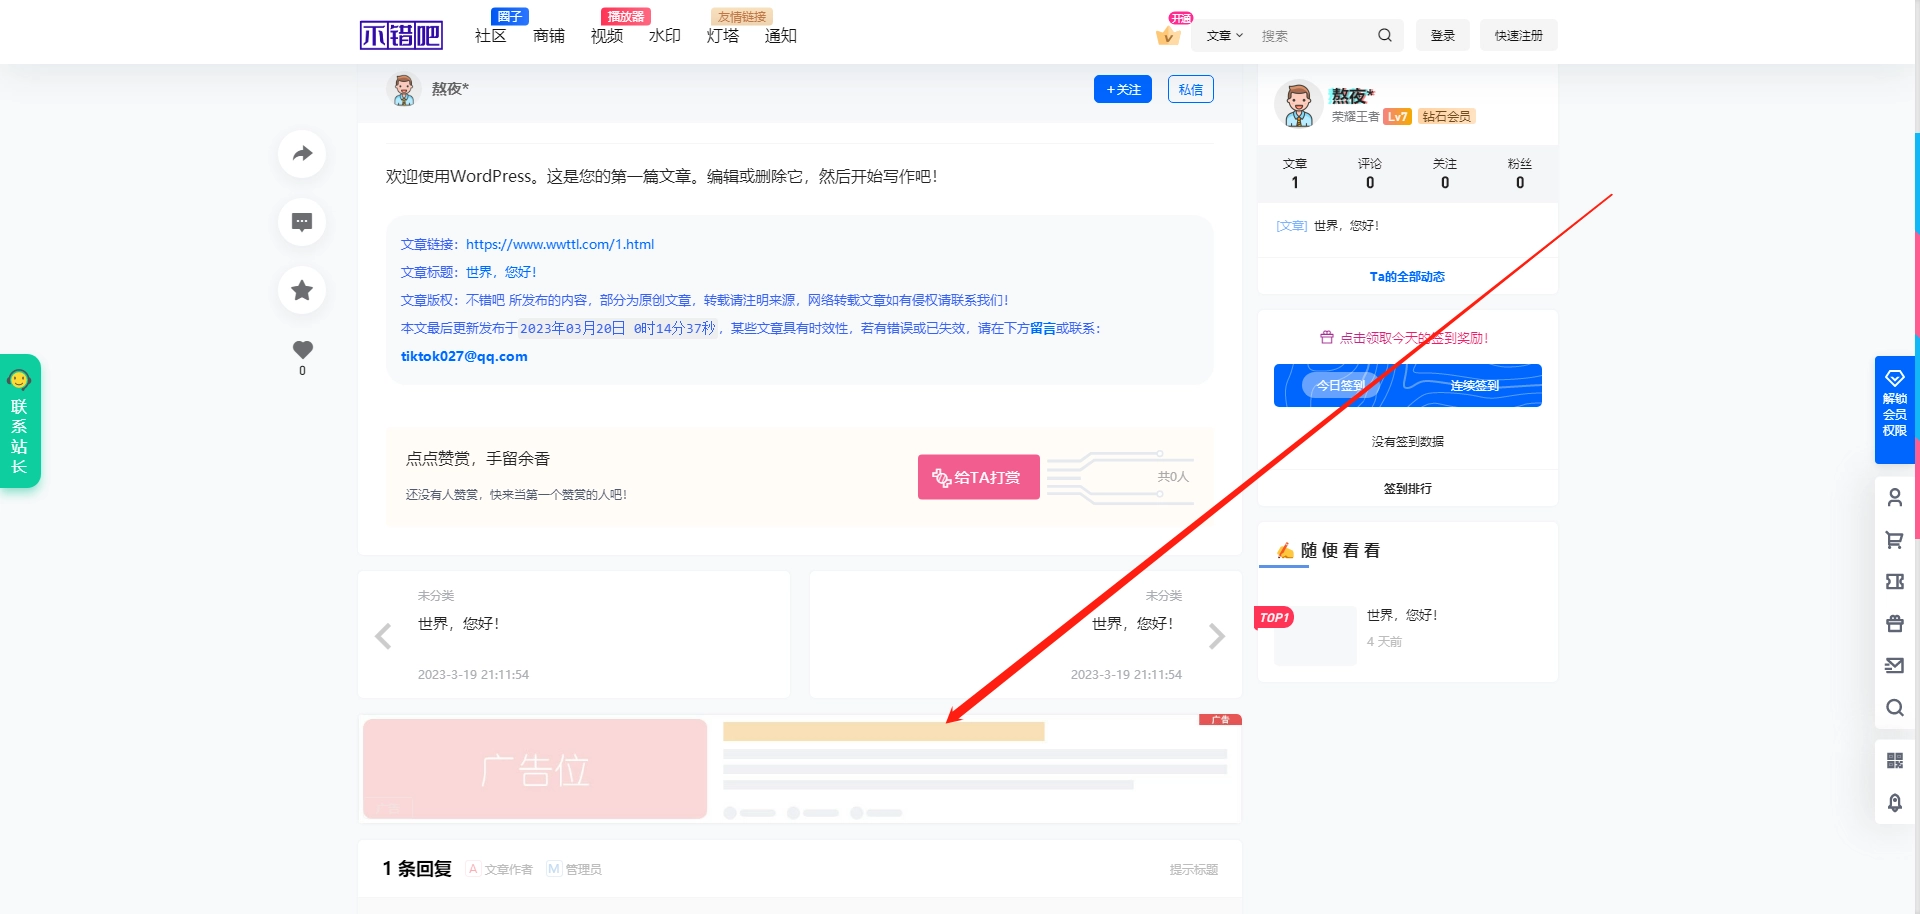 不错吧
圈子
播放器
友情链接
社区 商铺 视频 水印 灯塔 通知
开通
文章 搜索
登录
快速注册
熬夜*
+关注
私信
欢迎使用WordPress。这是您的第一篇文章。编辑或删除它，然后开始写作吧！
文章链接：https://www.wwttl.com/1.html
文章标题：世界，您好！
文章版权：不错吧 所发布的内容，部分为原创文章，转载请注明来源，网络转载文章如有侵权请联系我们！
本文最后更新发布于2023年03月20日 0时14分37秒，某些文章具有时效性，若有错误或已失效，请在下方留言或联系：
tiktok027@qq.com
0
联系站长
点点赞赏，手留余香
还没有人赞赏，快来当第一个赞赏的人吧！
给TA打赏
共0人
未分类
世界，您好！
2023-3-19 21:11:54
未分类
世界，您好！
2023-3-19 21:11:54
广告位
广告
1 条回复 A 文章作者 M 管理员
提示标题
熬夜*
荣耀王者 Lv7 钻石会员
文章 评论 关注 粉丝
1 0 0 0
[文章] 世界，您好！
Ta的全部动态
点击领取今天的签到奖励！
今日签到 连续签到
没有签到数据
签到排行
随便看看
TOP1
世界，您好！
4 天前
解锁
会员
权限